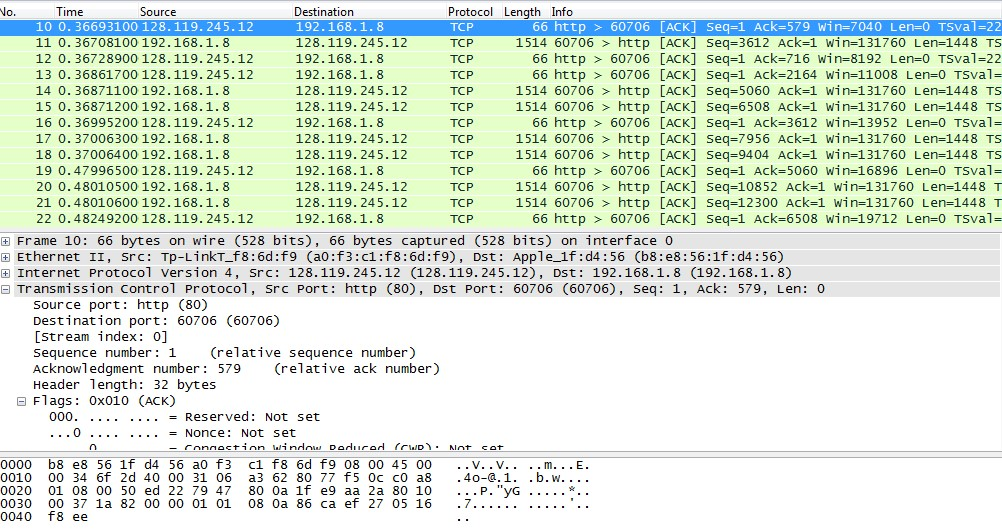 No. Time Source Destination Protocol Length Info
10 0.36693100 128.119.245.12 192.168.1.8 TCP 66 http > 60706 [ACK] Seq=1 Ack=579 Win=7040 Len=0 TSval=22
11 0.36708100 192.168.1.8 128.119.245.12 TCP 1514 60706 > http [ACK] Seq=3612 Ack=1 Win=131760 Len=1448 TS
12 0.36728900 128.119.245.12 192.168.1.8 TCP 66 http > 60706 [ACK] Seq=1 Ack=716 Win=8192 Len=0 TSval=22
13 0.36861700 128.119.245.12 192.168.1.8 TCP 66 http > 60706 [ACK] Seq=1 Ack=2164 Win=11008 Len=0 TSval=
14 0.36871100 192.168.1.8 128.119.245.12 TCP 1514 60706 > http [ACK] Seq=5060 Ack=1 Win=131760 Len=1448 TS
15 0.36871200 192.168.1.8 128.119.245.12 TCP 1514 60706 > http [ACK] Seq=6508 Ack=1 Win=131760 Len=1448 TS
16 0.36995200 128.119.245.12 192.168.1.8 TCP 66 http > 60706 [ACK] Seq=1 Ack=3612 Win=13952 Len=0 TSval=
17 0.37006300 192.168.1.8 128.119.245.12 TCP 1514 60706 > http [ACK] Seq=7956 Ack=1 Win=131760 Len=1448 TS
18 0.37006400 192.168.1.8 128.119.245.12 TCP 1514 60706 > http [ACK] Seq=9404 Ack=1 Win=131760 Len=1448 TS
19 0.47996500 128.119.245.12 192.168.1.8 TCP 66 http > 60706 [ACK] Seq=1 Ack=5060 Win=16896 Len=0 TSval=
20 0.48010500 192.168.1.8 128.119.245.12 TCP 1514 60706 > http [ACK] Seq=10852 Ack=1 Win=131760 Len=1448 T
21 0.48010600 192.168.1.8 128.119.245.12 TCP 1514 60706 > http [ACK] Seq=12300 Ack=1 Win=131760 Len=1448 T
22 0.48249200 128.119.245.12 192.168.1.8 TCP 66 http > 60706 [ACK] Seq=1 Ack=6508 Win=19712 Len=0 TSval=
Frame 10: 66 bytes on wire (528 bits), 66 bytes captured (528 bits) on interface 0
Ethernet II, Src: Tp-LinkT_f8:6d:f9 (a0:f3:c1:f8:6d:f9), Dst: Apple_1f:d4:56 (b8:e8:56:1f:d4:56)
Internet Protocol Version 4, Src: 128.119.245.12 (128.119.245.12), Dst: 192.168.1.8 (192.168.1.8)
Transmission Control Protocol, Src Port: http (80), Dst Port: 60706 (60706), Seq: 1, Ack: 579, Len: 0
Source port: http (80)
Destination port: 60706 (60706)
[Stream index: 0]
Sequence number: 1 (relative sequence number)
Acknowledgment number: 579 (relative ack number)
Header length: 32 bytes
Flags: 0x010 (ACK)
000. .... .... = Reserved: Not set
...0 .... .... = Nonce: Not set
.... 0... .... = Congestion Window Reduced (CWR): Not set
0000 b8 e8 56 1f d4 56 a0 f3 c1 f8 6d f9 08 00 45 00 ..V..V.. ..m...E.
0010 00 34 6f 2d 40 00 31 06 a3 62 80 77 f5 0c c0 a8 .4o-@.1. .b.w....
0020 01 08 00 50 ed 22 79 47 80 0a 1f e9 aa 2a 80 10 ...P."yG .....*..
0030 00 37 1a 82 00 00 01 01 08 0a 86 ca ef 27 05 16 .7...... .....'..
0040 f8 ee ..